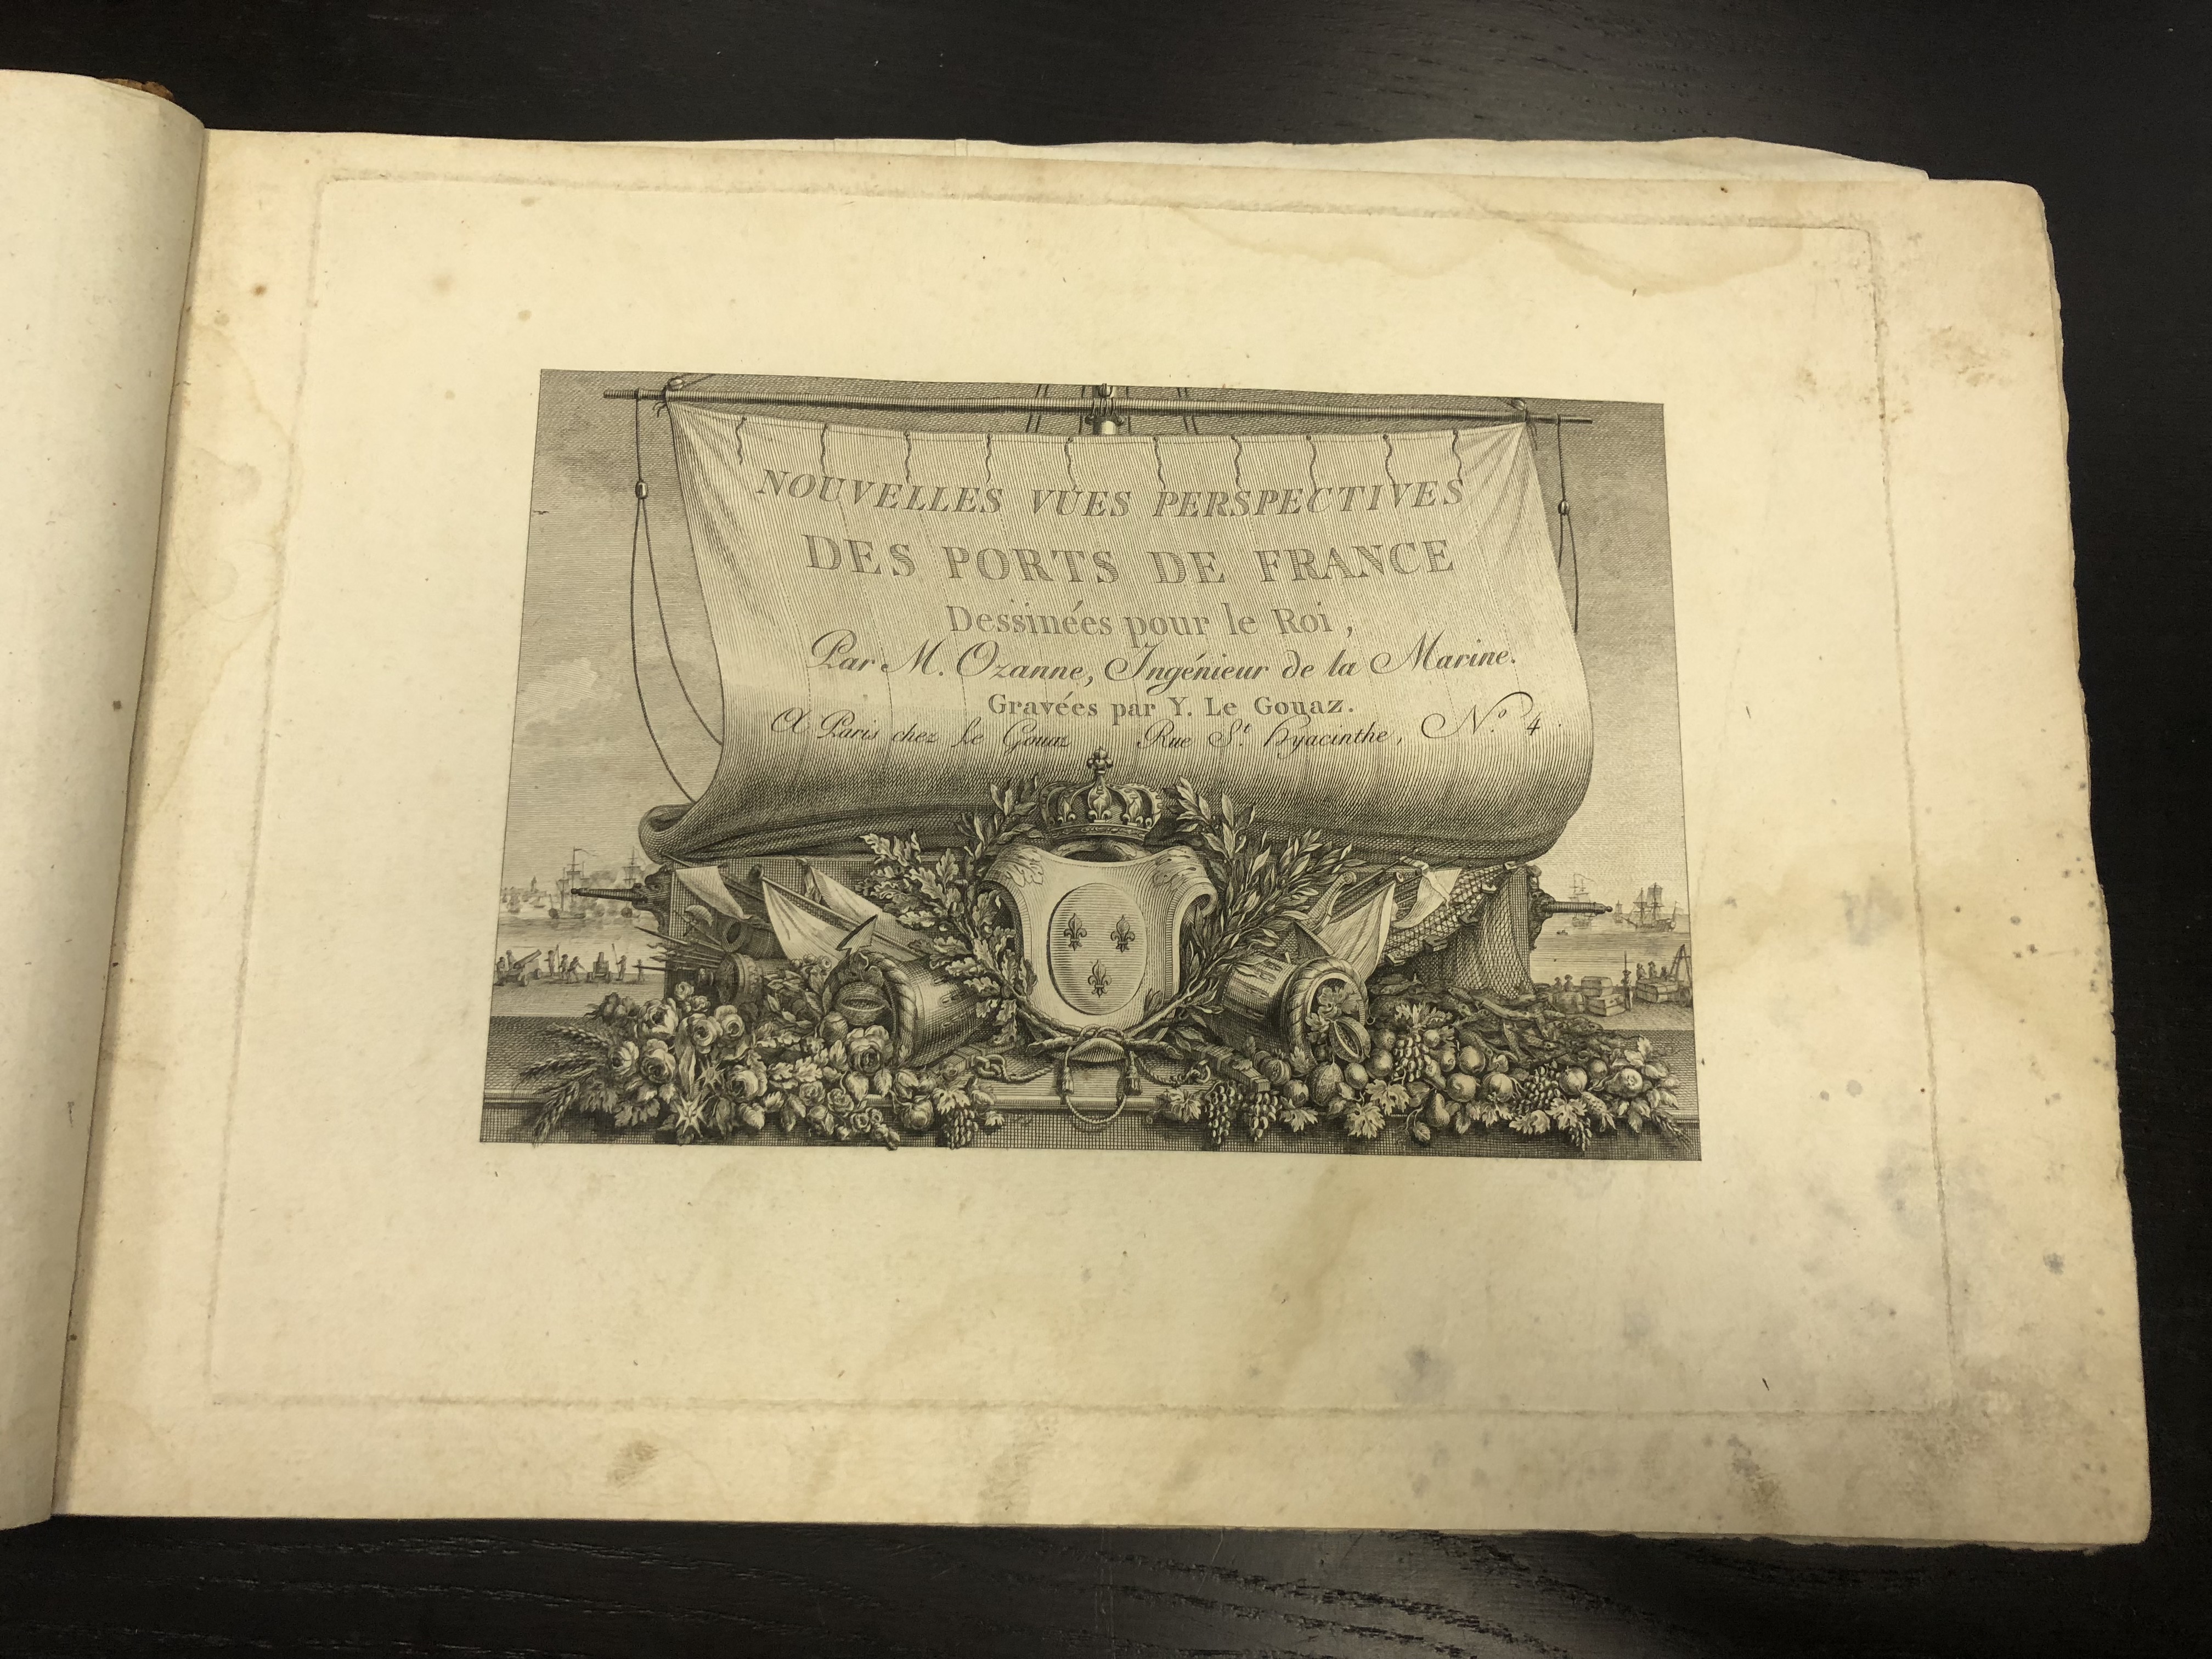 NOUVELLES VUES PERSPECTIVES
DES PORTS DE FRANCE
Dessinées pour le Roi,
Par M. Ozanne, Ingénieur de la Marine.
Gravées par Y. Le Gouaz.
A Paris chez Le Gouaz Rue St. Hyacinthe, No. 4.